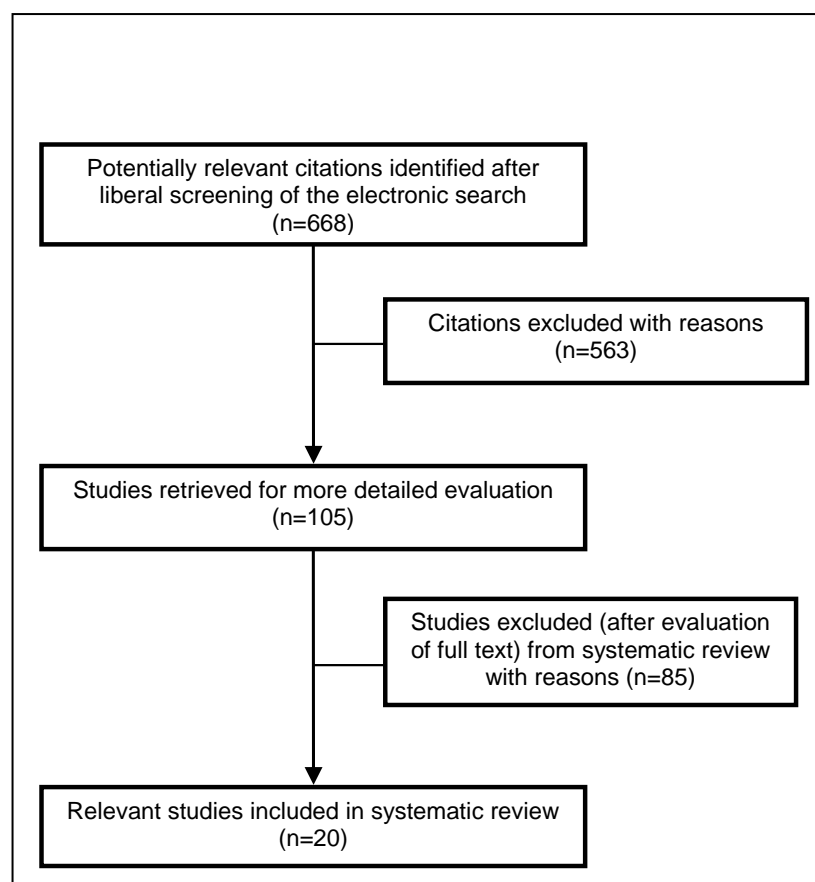 Potentially relevant citations identified after
liberal screening of the electronic search
(n=668)
Citations excluded with reasons
(n=563)
Studies retrieved for more detailed evaluation
(n=105)
Studies excluded (after evaluation
of full text) from systematic review
with reasons (n=85)
Relevant studies included in systematic review
(n=20)